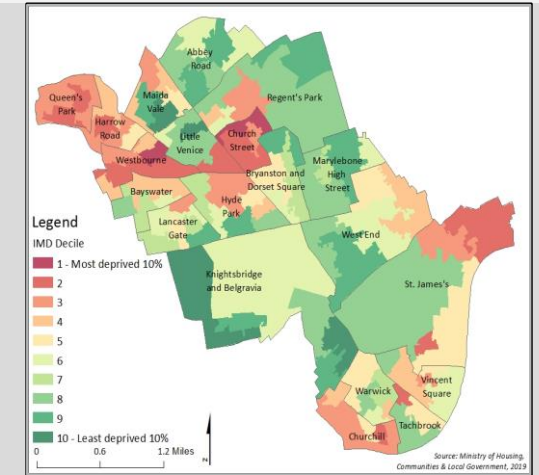 Abbey
Road
Queen's
Park
Maida
Vale
Regent's Park
Harrow
Road
Little
Venice
Church
Street
Westbourne
Marylebone
High
Street
Bryanston and
Dorset Square
Bayswater
Hyde
Park
Lancaster
Gate
West End
Knightsbridge
and Belgravia
St. James's
Warwick
Vincent
Square
Tachbrook
Churchill
Legend
IMD Decile
1 - Most deprived 10%
2
3
4
5
6
7
8
9
10 - Least deprived 10%
0 0.6 1.2 Miles
Source: Ministry of Housing,
Communities & Local Government, 2019